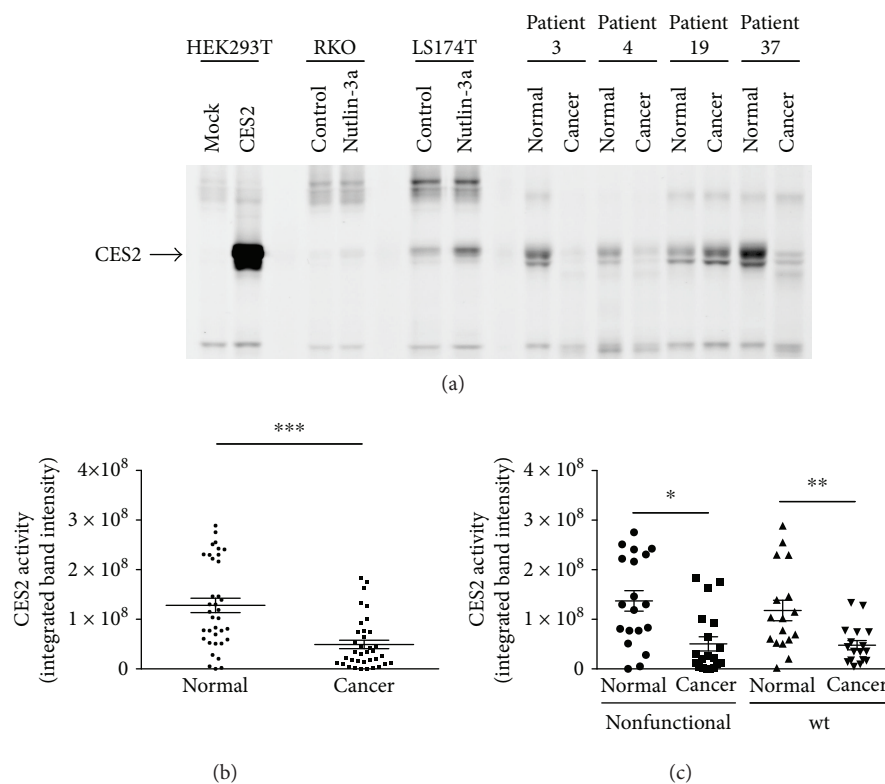 HEK293T RKO LS174T Patient 3 Patient 4 Patient 19 Patient 37
Mock CES2 Control Nutlin-3a Control Nutlin-3a Normal Cancer Normal Cancer Normal Cancer Normal Cancer
CES2
(a)
***
CES2 activity
(integrated band intensity)
4×10⁸
3 × 10⁸
2 × 10⁸
1 × 10⁸
0
Normal Cancer
(b)
* **
CES2 activity
(integrated band intensity)
4 × 10⁸
3 × 10⁸
2 × 10⁸
1 × 10⁸
0
Normal Cancer Normal Cancer
Nonfunctional wt
(c)